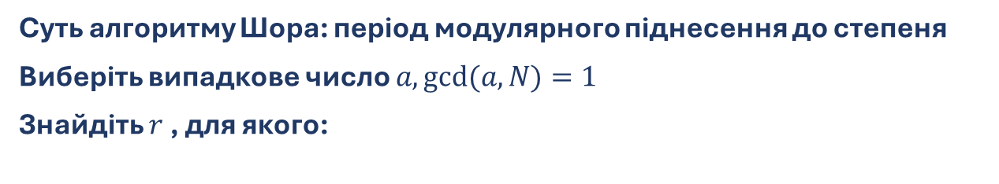 Суть алгоритму Шора: період модулярного піднесення до степеня
Виберіть випадкове число a, gcd(a, N) = 1
Знайдіть r , для якого: